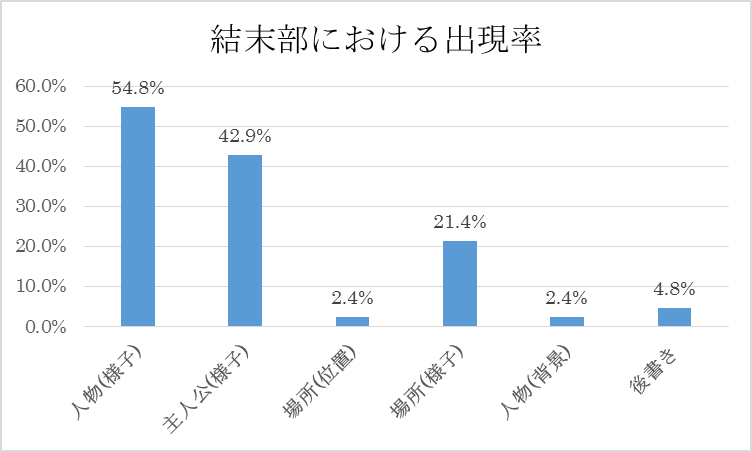 結末部における出現率
60.0%
50.0%
40.0%
30.0%
20.0%
10.0%
0.0%
54.8%
42.9%
2.4%
21.4%
2.4%
4.8%
人物(様子)
主人公(様子)
場所(位置)
場所(様子)
人物(背景)
後書き